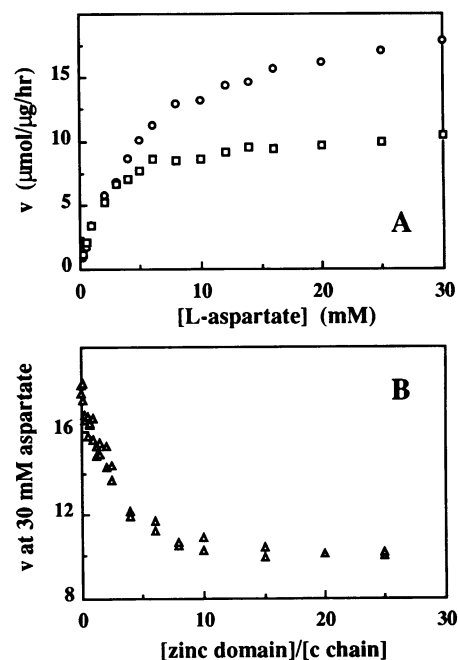 15
10
5
0
v (μmol/μg/hr)
A
0 10 20 30
[L-aspartate] (mM)
16
12
8
v at 30 mM aspartate
B
0 10 20 30
[zinc domain]/[c chain]